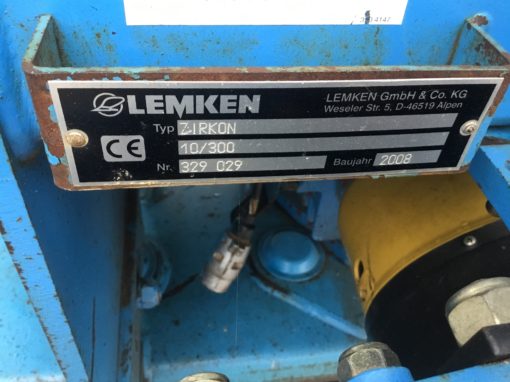 LEMKEN
LEMKEN GmbH & Co. KG
Weseler Str. 5, D-46519 Alpen
Typ ZIRKON
10/300
CE
Nr. 329 029 Baujahr 2008